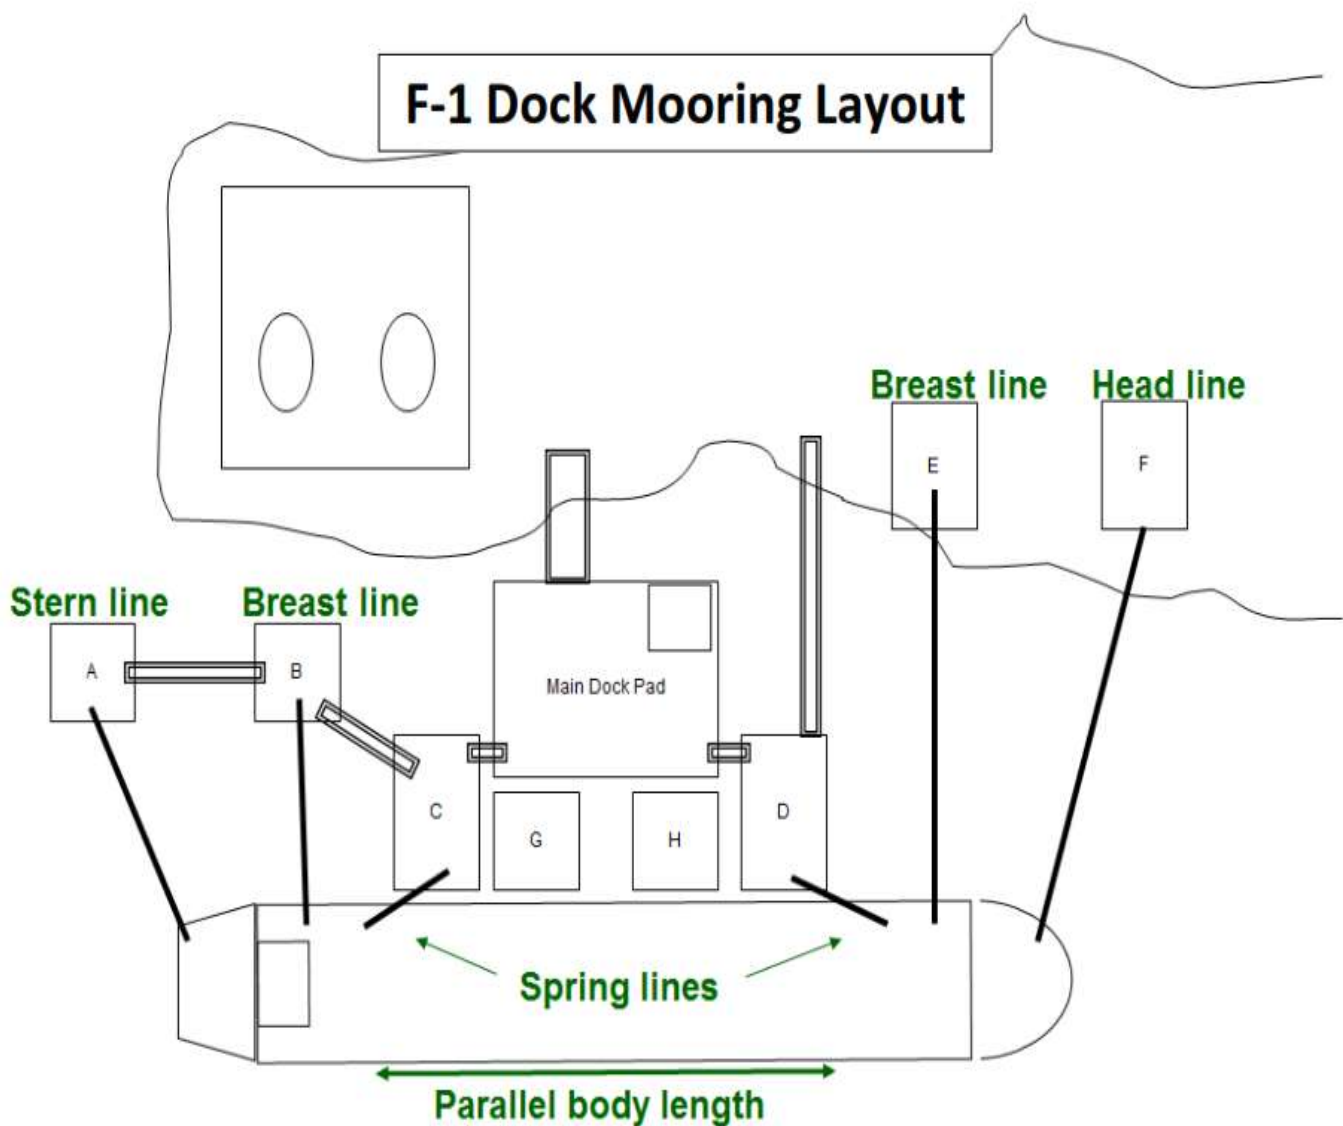 F-1 Dock Mooring Layout
Breast line
Head line
E
F
Stern line
Breast line
A
B
Main Dock Pad
C
D
G
H
Spring lines
Parallel body length